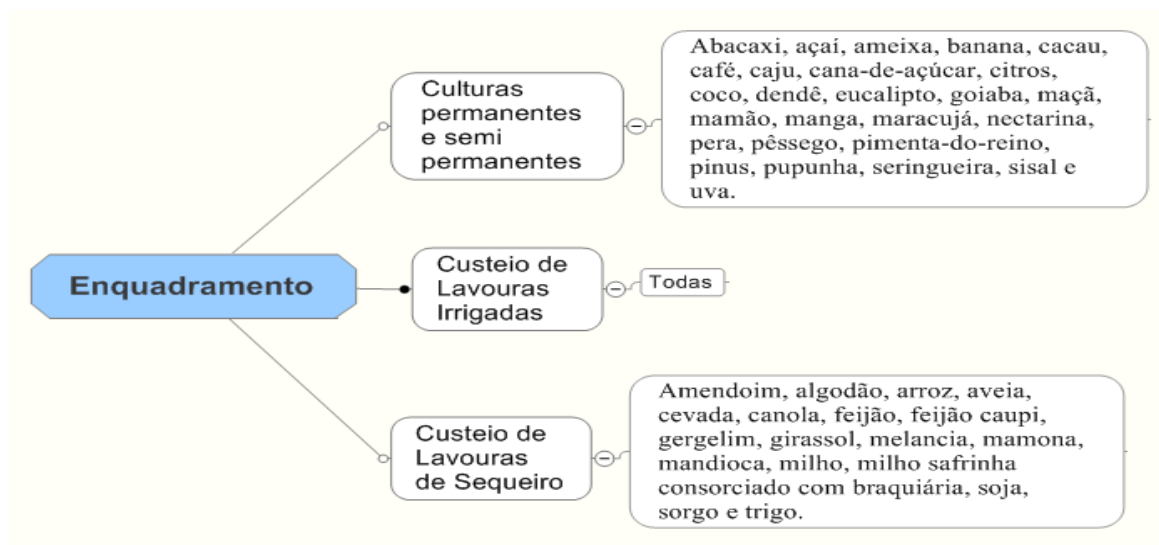 Enquadramento
Culturas
permanentes
e semi
permanentes
Abacaxi, açaí, ameixa, banana, cacau,
café, caju, cana-de-açúcar, citros,
coco, dendê, eucalipto, goiaba, maçã,
mamão, manga, maracujá, nectarina,
pera, pêssego, pimenta-do-reino,
pinus, pupunha, seringueira, sisal e
uva.
Custeio de
Lavouras
Irrigadas
Todas
Custeio de
Lavouras
de Sequeiro
Amendoim, algodão, arroz, aveia,
cevada, canola, feijão, feijão caupi,
gergelim, girassol, melancia, mamona,
mandioca, milho, milho safrinha
consorciado com braquiária, soja,
sorgo e trigo.